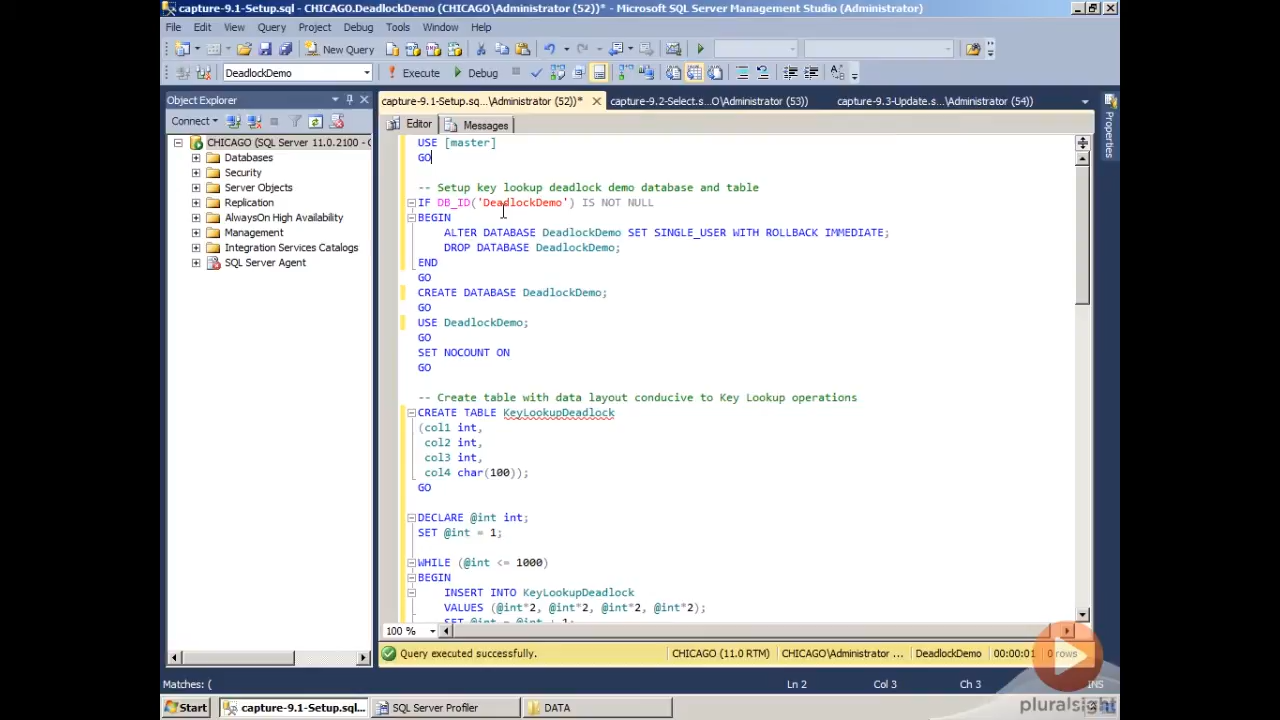 capture-9.1-Setup.sql - CHICAGO.DeadlockDemo (CHICAGO\Administrator (52))* - Microsoft SQL Server Management Studio (Administrator)
File Edit View Query Project Debug Tools Window Help
New Query
DeadlockDemo Execute Debug
Object Explorer
capture-9.1-Setup.sq...\Administrator (52))* capture-9.2-Select.s...O\Administrator (53)) capture-9.3-Update.s...\Administrator (54))
Connect
Editor Messages
Properties
CHICAGO (SQL Server 11.0.2100 - C
Databases
Security
Server Objects
Replication
AlwaysOn High Availability
Management
Integration Services Catalogs
SQL Server Agent
USE [master]
GO
-- Setup key lookup deadlock demo database and table
IF DB_ID('DeadlockDemo') IS NOT NULL
BEGIN
ALTER DATABASE DeadlockDemo SET SINGLE_USER WITH ROLLBACK IMMEDIATE;
DROP DATABASE DeadlockDemo;
END
GO
CREATE DATABASE DeadlockDemo;
GO
USE DeadlockDemo;
GO
SET NOCOUNT ON
GO
-- Create table with data layout conducive to Key Lookup operations
CREATE TABLE KeyLookupDeadlock
(col1 int,
col2 int,
col3 int,
col4 char(100));
GO
DECLARE @int int;
SET @int = 1;
WHILE (@int <= 1000)
BEGIN
INSERT INTO KeyLookupDeadlock
VALUES (@int*2, @int*2, @int*2, @int*2);
SET @int = @int + 1;
100 %
Query executed successfully. CHICAGO (11.0 RTM) CHICAGO\Administrator ... DeadlockDemo 00:00:01 0 rows
Matches: ( Ln 2 Col 3 Ch 3 INS
Start capture-9.1-Setup.sql... SQL Server Profiler DATA
pluralsight